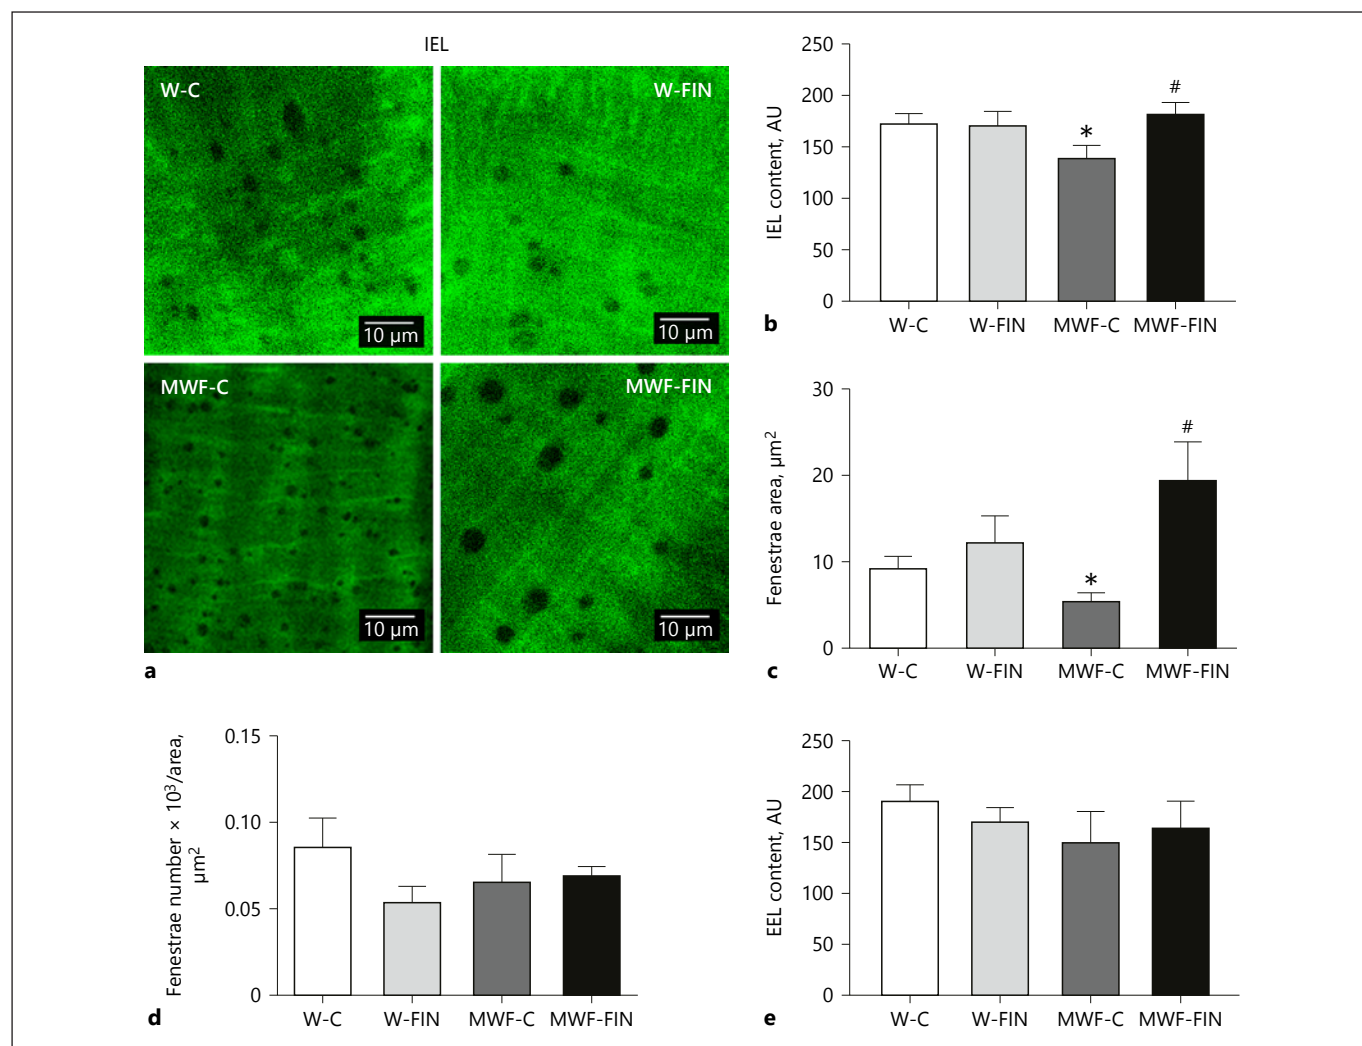 IEL
W-C
W-FIN
10 µm
10 µm
MWF-C
MWF-FIN
10 µm
10 µm
a
IEL content, AU
250
200
150
100
50
0
*
#
W-C W-FIN MWF-C MWF-FIN
b
Fenestrae area, µm²
30
20
10
0
*
#
W-C W-FIN MWF-C MWF-FIN
c
Fenestrae number × 10³/area,
µm²
0.15
0.10
0.05
0
W-C W-FIN MWF-C MWF-FIN
d
EEL content, AU
250
200
150
100
50
0
W-C W-FIN MWF-C MWF-FIN
e